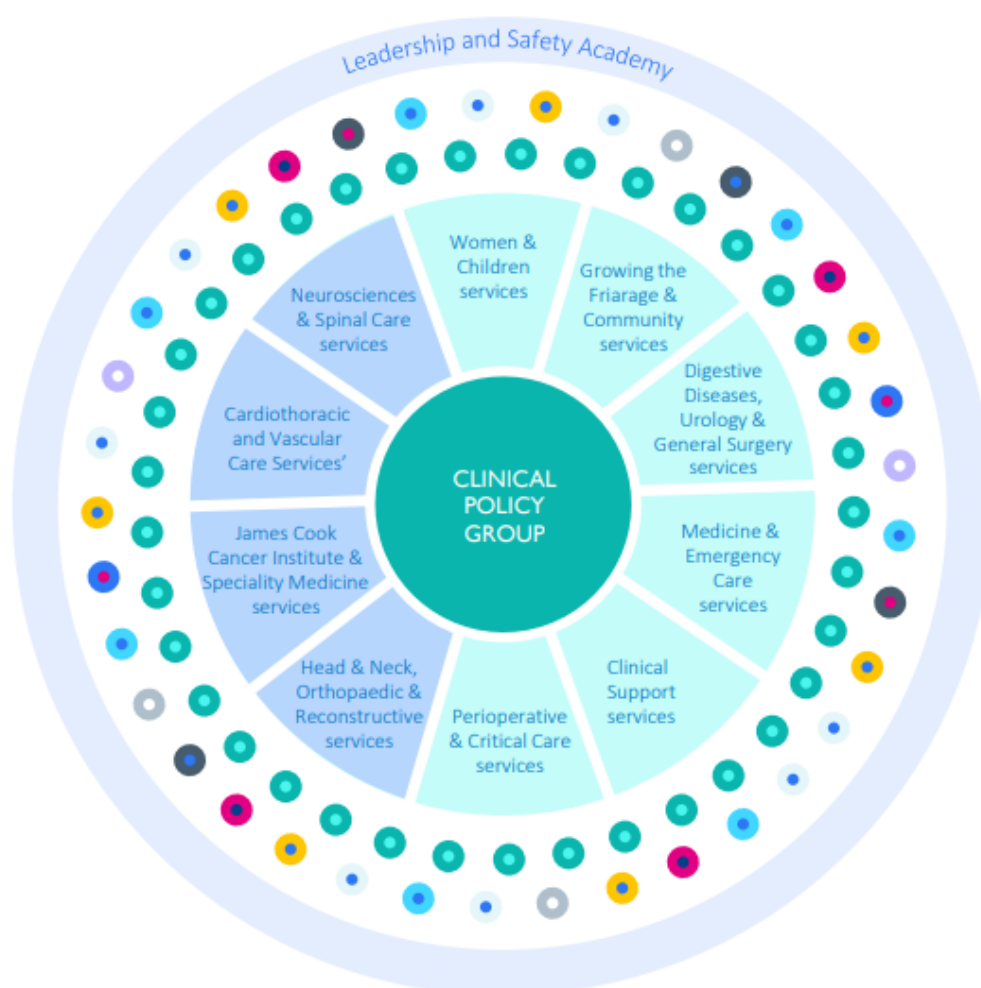 Leadership and Safety Academy
Women &
Children
services
Growing the
Friarage &
Community
services
Digestive
Diseases,
Urology &
General Surgery
services
Medicine &
Emergency
Care
services
Clinical
Support
services
Perioperative
& Critical Care
services
Head & Neck,
Orthopaedic &
Reconstructive
services
James Cook
Cancer Institute &
Speciality Medicine
services
Cardiothoracic
and Vascular
Care Services’
Neurosciences
& Spinal Care
services
CLINICAL
POLICY
GROUP